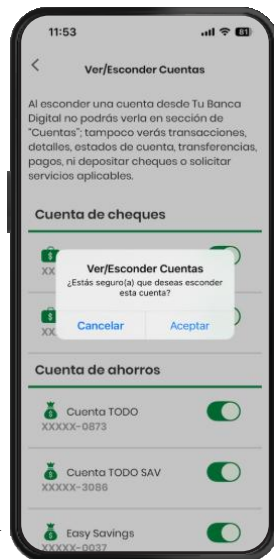 11:53
Ver/Esconder Cuentas
Al esconder una cuenta desde Tu Banca
Digital no podrás verla en sección de
"Cuentas"; tampoco verás transacciones,
detalles, estados de cuenta, transferencias,
pagos, ni depositar cheques o solicitar
servicios aplicables.
Cuenta de cheques
XX
Ver/Esconder Cuentas
¿Estás seguro(a) que deseas esconder
esta cuenta?
XX
Cancelar Aceptar
Cuenta de ahorros
Cuenta TODO
XXXXX-0873
Cuenta TODO SAV
XXXXX-3086
Easy Savings
XXXXX-0037